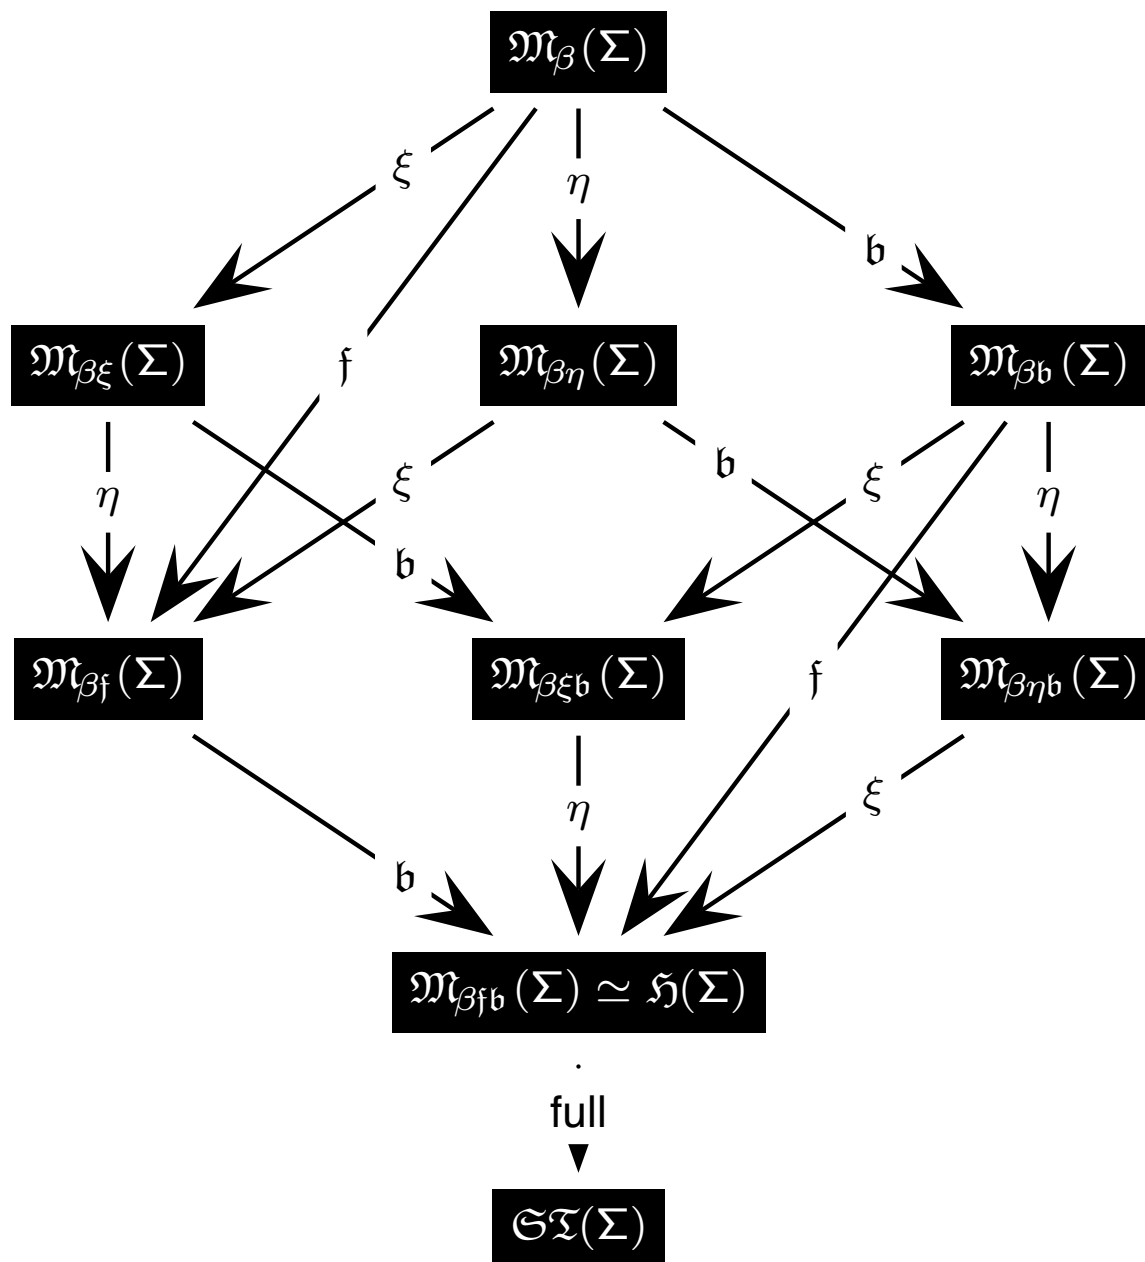 𝔐β(Σ)
ξ
η
𝔟
𝔣
𝔐βξ(Σ) 𝔐βη(Σ) 𝔐β𝔟(Σ)
η
ξ
𝔟
ξ
η
𝔟
𝔣
𝔐β𝔣(Σ) 𝔐βξ𝔟(Σ) 𝔐βη𝔟(Σ)
η
ξ
𝔟
𝔐β𝔣𝔟(Σ) ≃ ℌ(Σ)
full
𝔖𝔗(Σ)